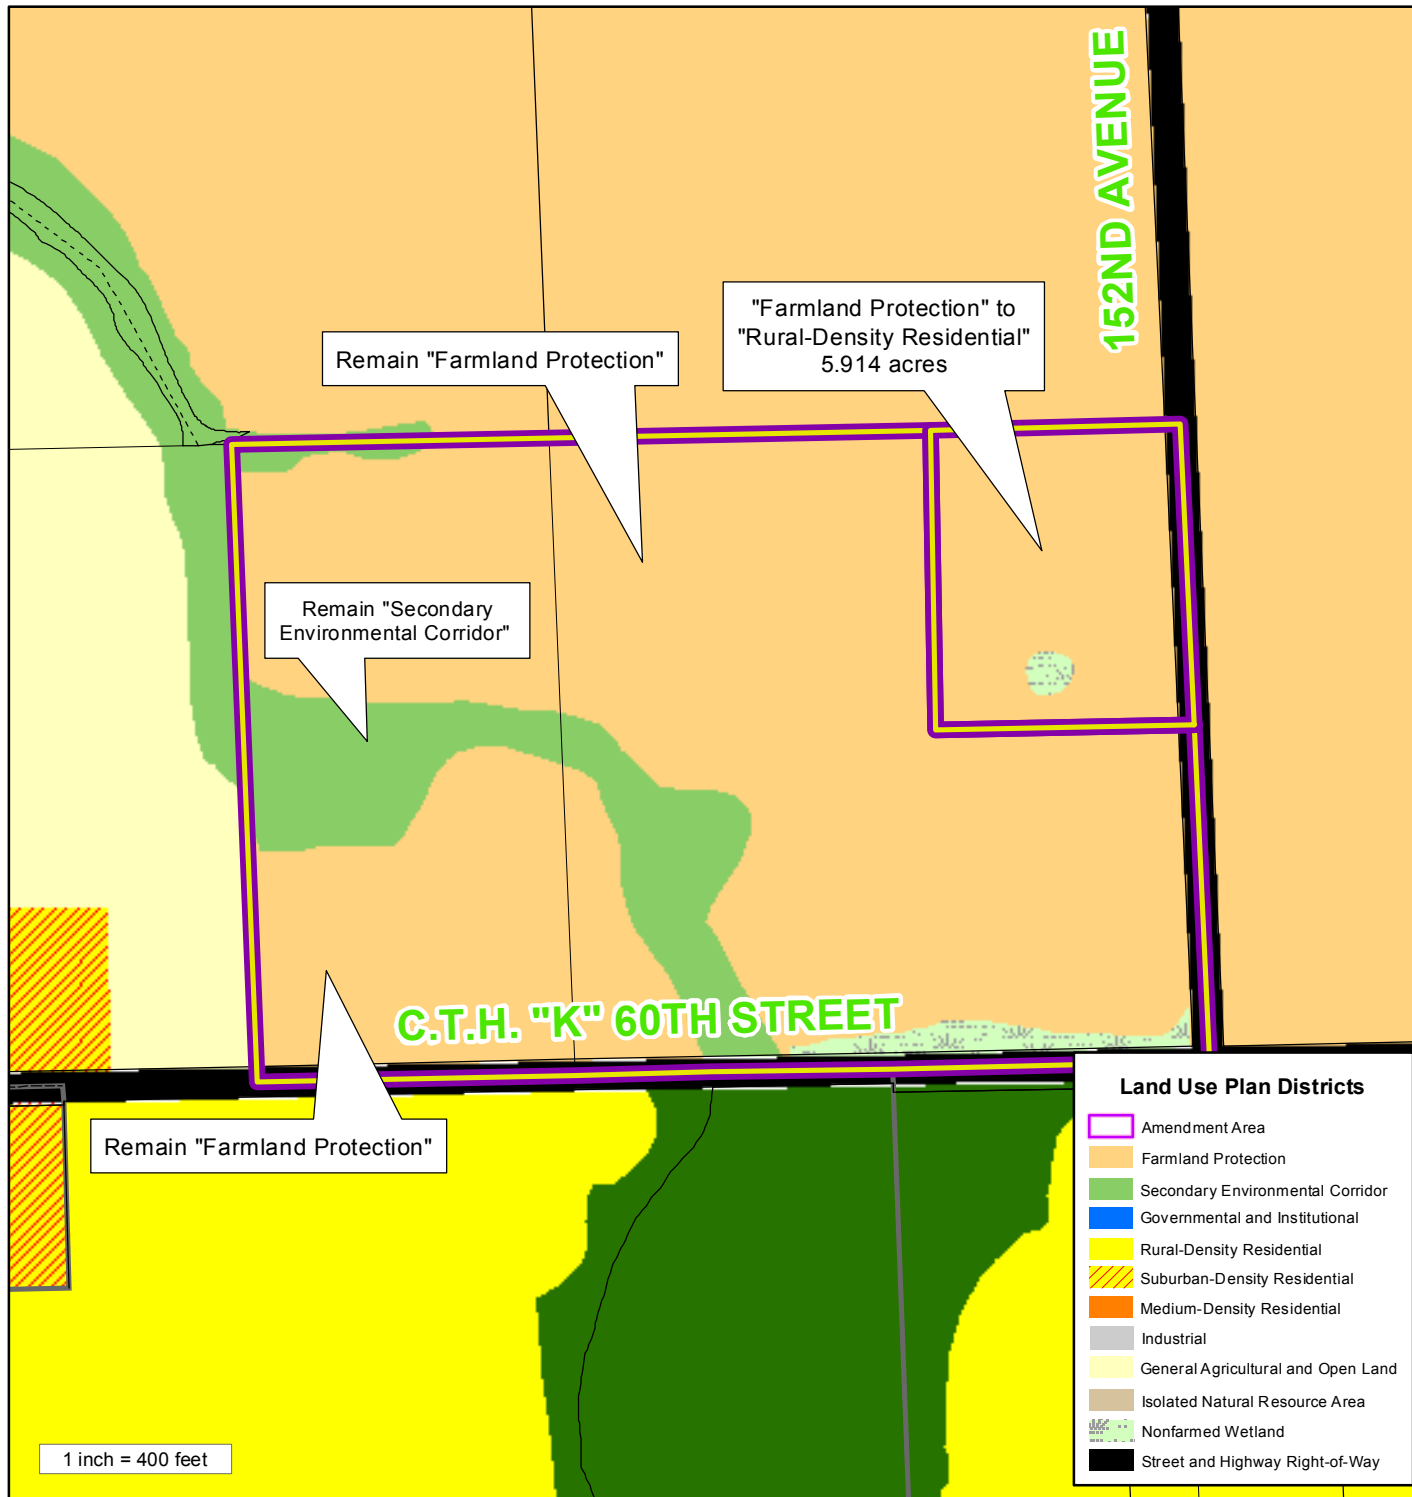 152ND AVENUE
"Farmland Protection" to
"Rural-Density Residential"
5.914 acres
Remain "Farmland Protection"
Remain "Secondary
Environmental Corridor"
C.T.H. "K" 60TH STREET
Remain "Farmland Protection"
Land Use Plan Districts
Amendment Area
Farmland Protection
Secondary Environmental Corridor
Governmental and Institutional
Rural-Density Residential
Suburban-Density Residential
Medium-Density Residential
Industrial
General Agricultural and Open Land
Isolated Natural Resource Area
Nonfarmed Wetland
Street and Highway Right-of-Way
1 inch = 400 feet